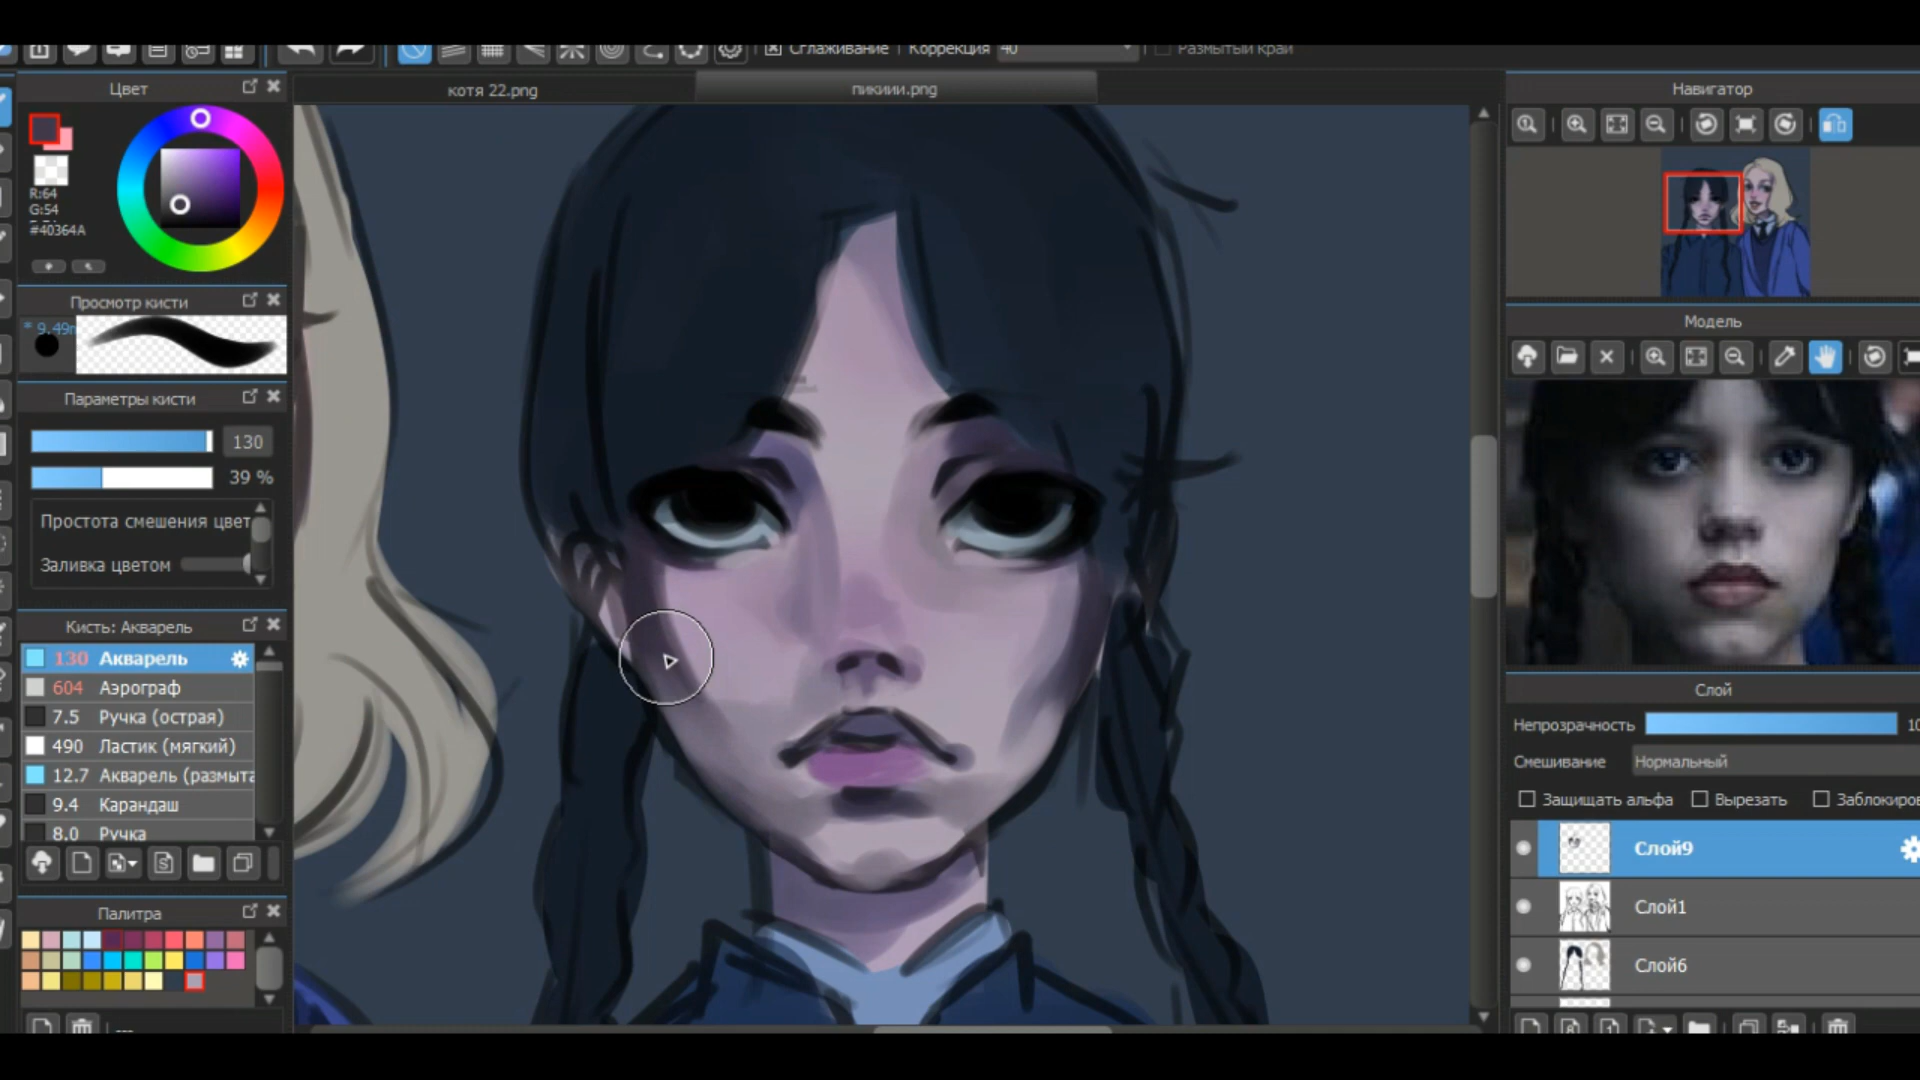 Сглаживание
Коррекция 40
Размытый край
Цвет
котя 22.png
пикиии.png
Навигатор
R:64
G:54
#40364A
Просмотр кисти
Модель
Параметры кисти
130
39 %
Простота смешения цвет
Заливка цветом
Кисть: Акварель
130 Акварель
604 Аэрограф
7.5 Ручка (острая)
490 Ластик (мягкий)
12.7 Акварель (размыта
9.4 Карандаш
8.0 Ручка
Слой
Непрозрачность
Смешивание Нормальный
Защищать альфа Вырезать Заблокиров
Слой9
Слой1
Слой6
Палитра